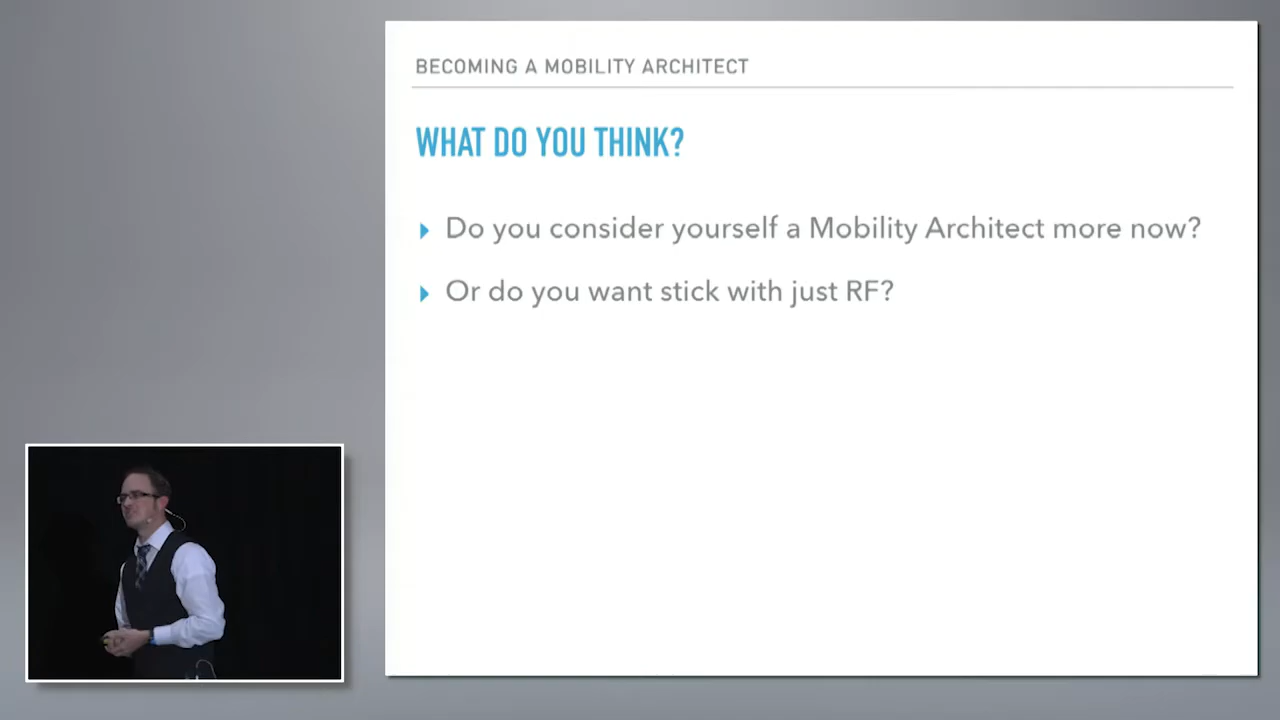 BECOMING A MOBILITY ARCHITECT
WHAT DO YOU THINK?
Do you consider yourself a Mobility Architect more now?
Or do you want stick with just RF?